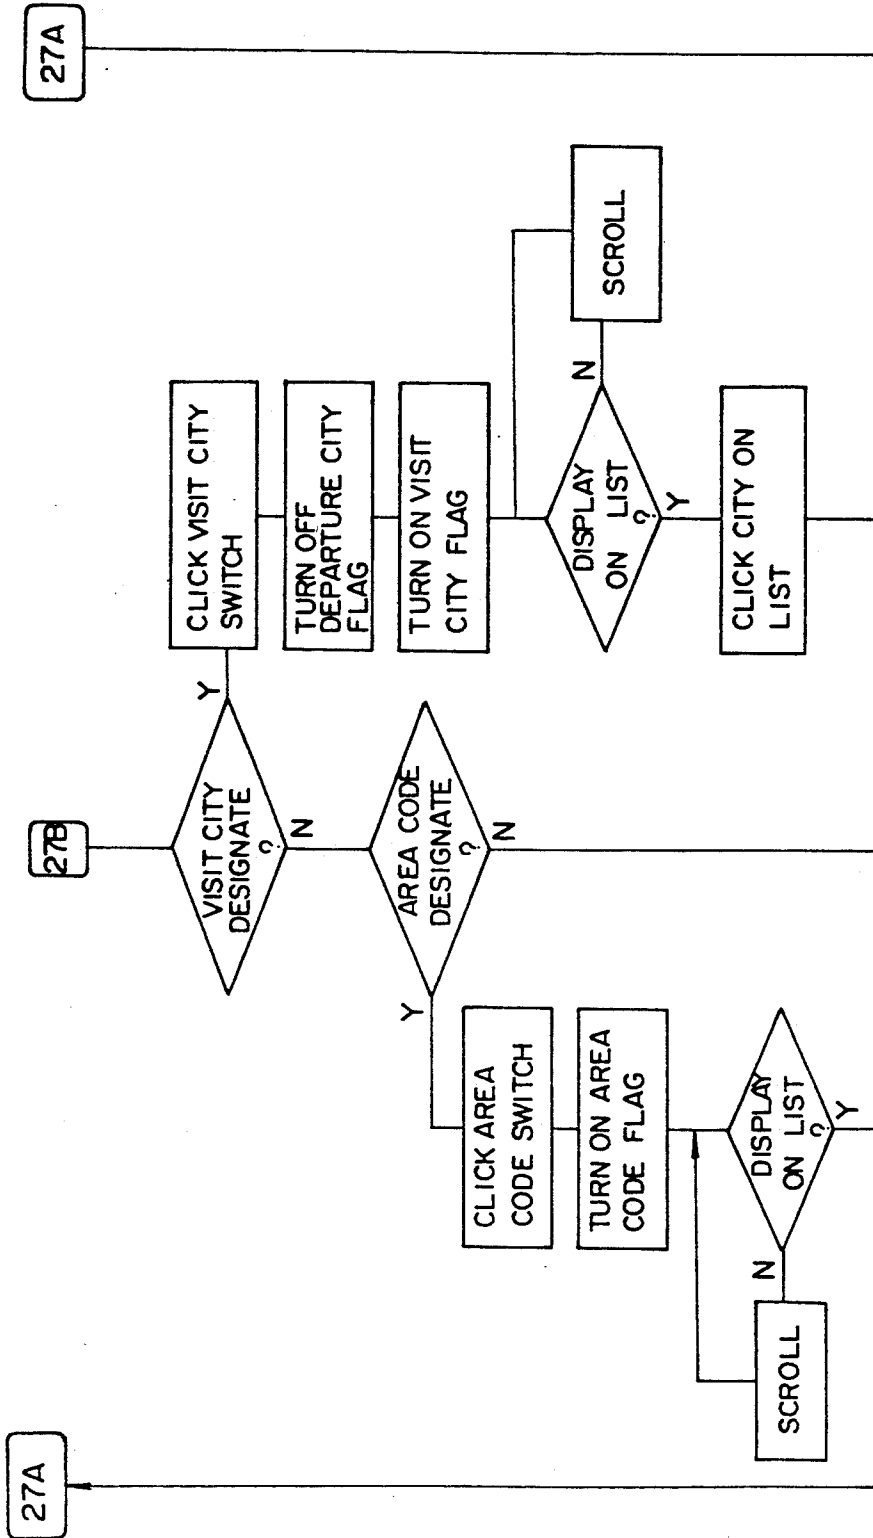 27A
27B
27A
VISIT CITY
DESIGNATE
?
Y
N
CLICK VISIT CITY
SWITCH
TURN OFF
DEPARTURE CITY
FLAG
TURN ON VISIT
CITY FLAG
DISPLAY
ON LIST
?
N
Y
SCROLL
CLICK CITY ON
LIST
AREA CODE
DESIGNATE
?
Y
N
CLICK AREA
CODE SWITCH
TURN ON AREA
CODE FLAG
DISPLAY
ON LIST
?
N
Y
SCROLL